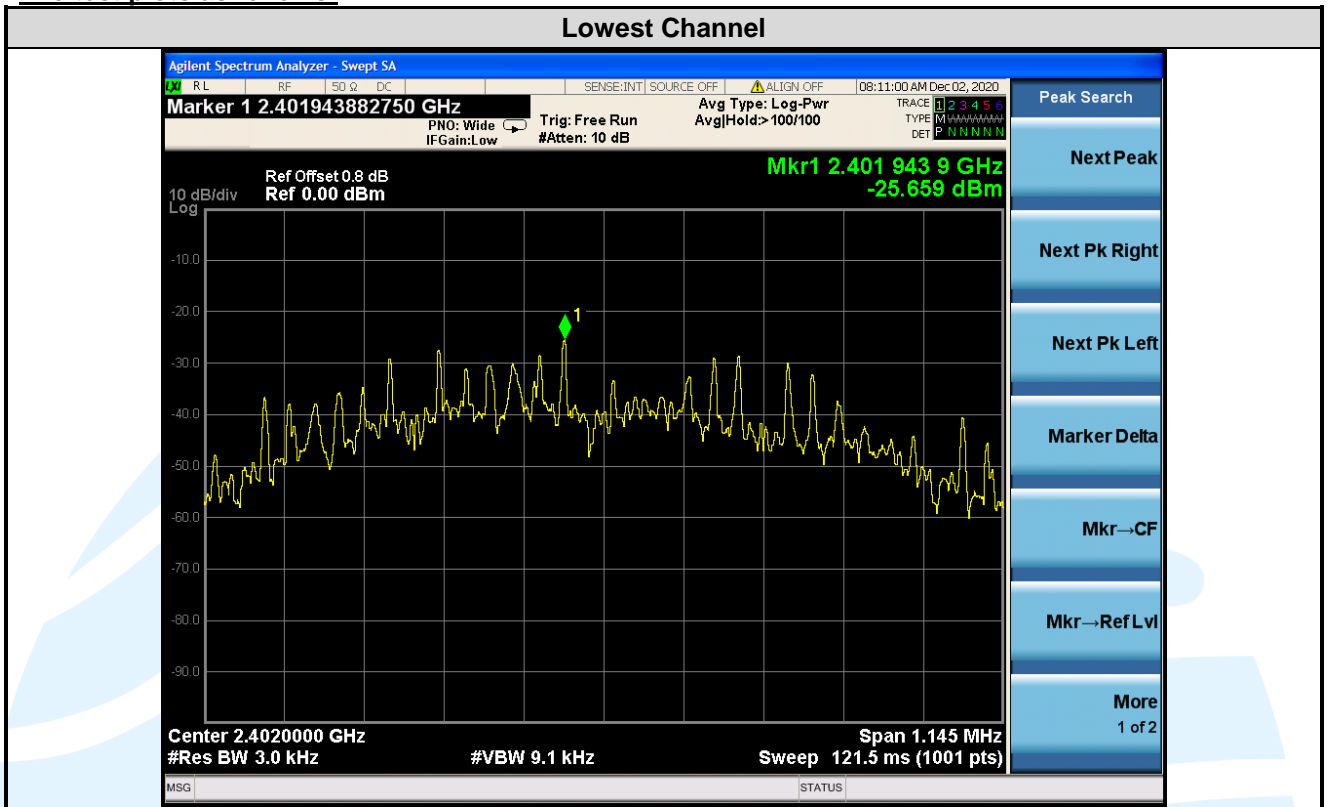 Lowest Channel
Agilent Spectrum Analyzer - Swept SA
LXI RL RF 50 Ω DC SENSE:INT SOURCE OFF ALIGN OFF 08:11:00 AM Dec 02, 2020
Marker 1 2.401943882750 GHz
PNO: Wide
IFGain:Low
Trig: Free Run
#Atten: 10 dB
Avg Type: Log-Pwr
Avg|Hold:>100/100
TRACE 1 2 3 4 5 6
TYPE M WWWWW
DET P N N N N N
Mkr1 2.401 943 9 GHz
-25.659 dBm
Ref Offset 0.8 dB
10 dB/div Ref 0.00 dBm
Log
1
-10.0
-20.0
-30.0
-40.0
-50.0
-60.0
-70.0
-80.0
-90.0
Center 2.4020000 GHz Span 1.145 MHz
#Res BW 3.0 kHz #VBW 9.1 kHz Sweep 121.5 ms (1001 pts)
MSG STATUS
Peak Search
Next Peak
Next Pk Right
Next Pk Left
Marker Delta
Mkr→CF
Mkr→Ref Lvl
More
1 of 2